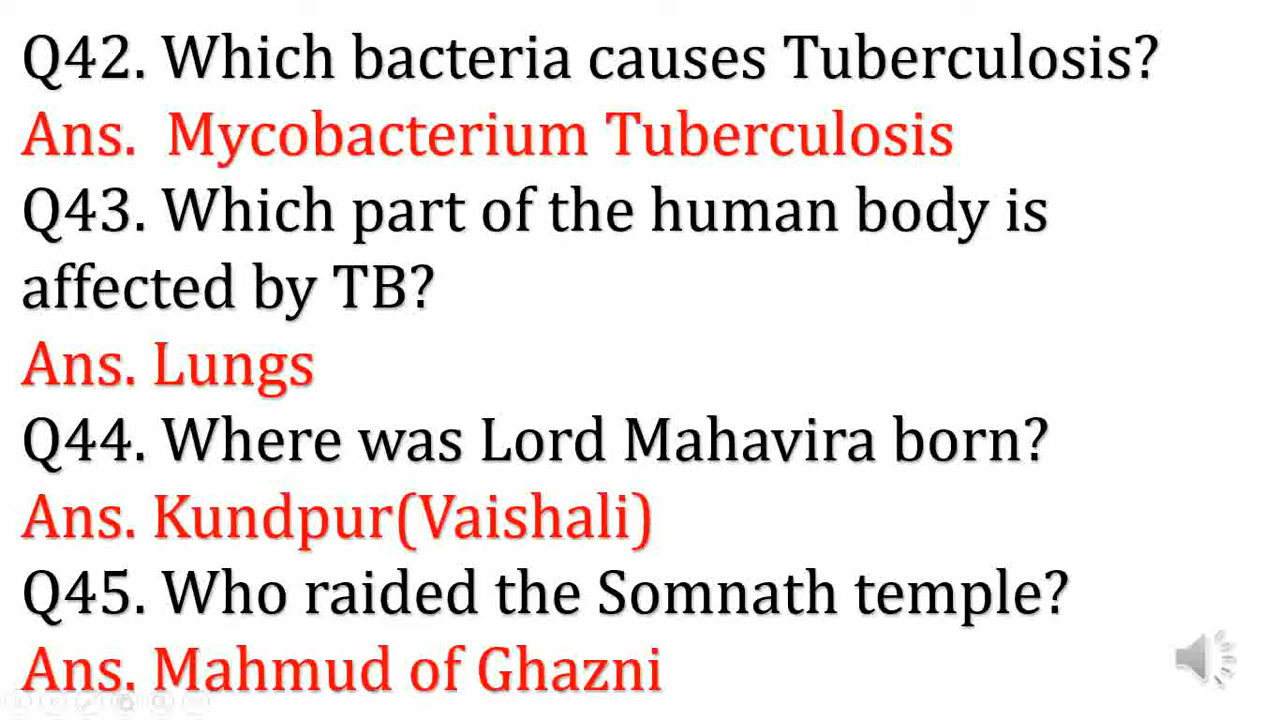 Q42. Which bacteria causes Tuberculosis?
Ans.  Mycobacterium Tuberculosis
Q43. Which part of the human body is
affected by TB?
Ans. Lungs
Q44. Where was Lord Mahavira born?
Ans. Kundpur(Vaishali)
Q45. Who raided the Somnath temple?
Ans. Mahmud of Ghazni